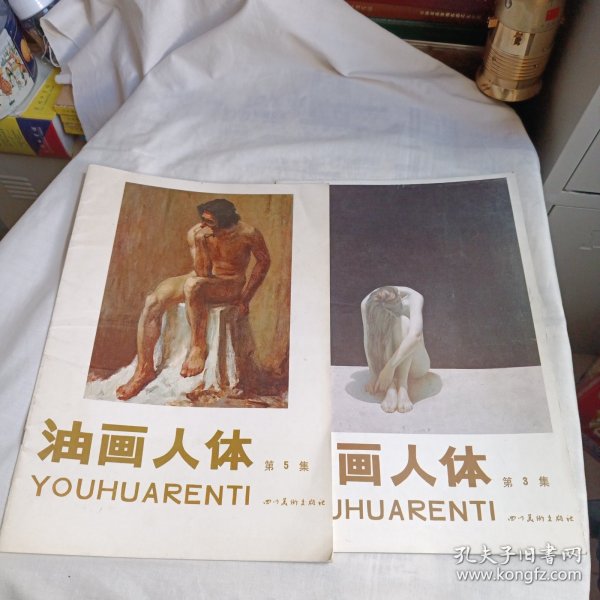 油画人体
第5集
YOUHUARENTI
四川美术出版社
画人体
第3集
UHUARENTI
四川美术出版社
孔夫子旧书网
www.kongfz.com